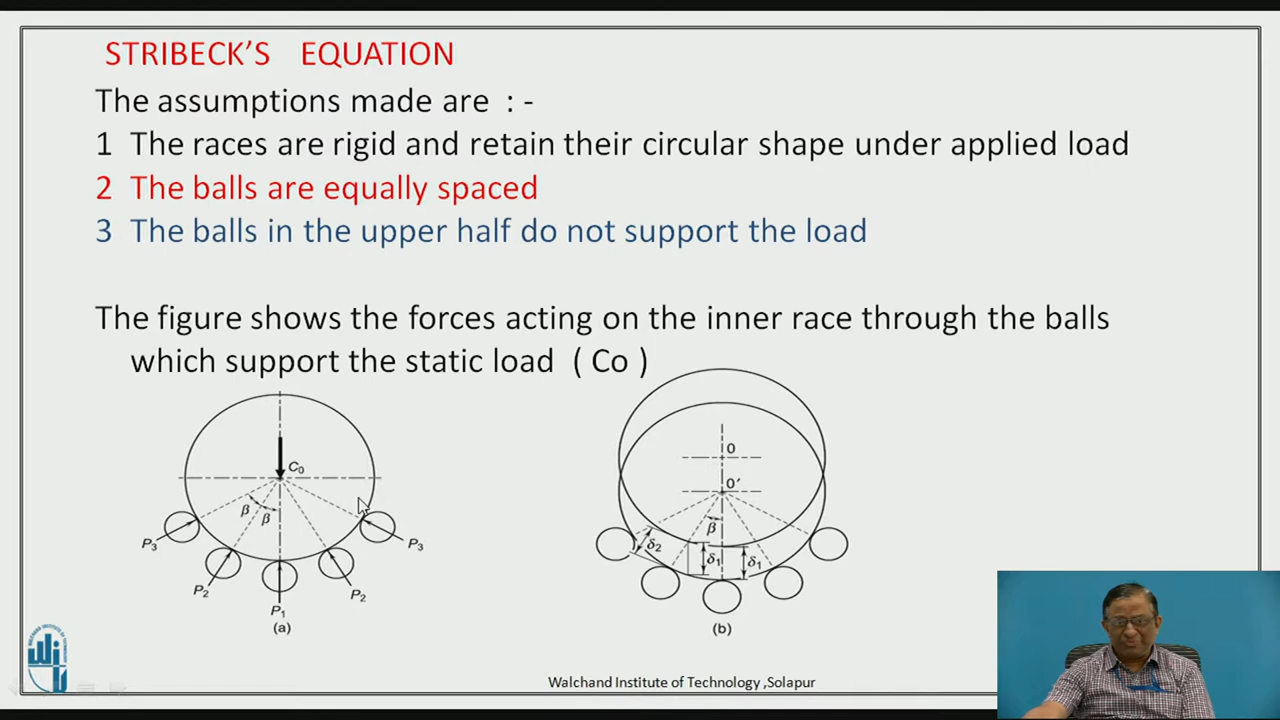 STRIBECK'S EQUATION
The assumptions made are : -
1 The races are rigid and retain their circular shape under applied load
2 The balls are equally spaced
3 The balls in the upper half do not support the load
The figure shows the forces acting on the inner race through the balls
which support the static load ( Co )
C₀
β
β
P₃
P₃
P₂
P₂
P₁
(a)
O
O′
β
δ₂
δ₁
δ₁
(b)
Walchand Institute of Technology ,Solapur